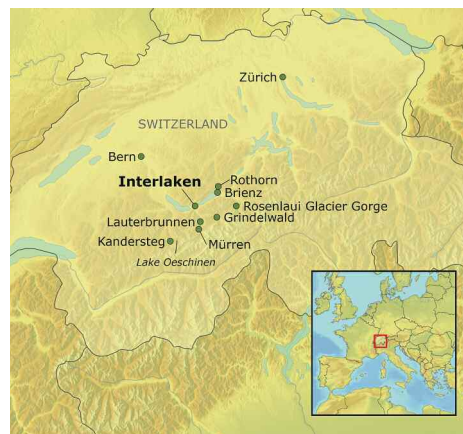 Zürich
SWITZERLAND
Bern
Interlaken
Rothorn
Brienz
Rosenlaui Glacier Gorge
Lauterbrunnen
Grindelwald
Kandersteg
Mürren
Lake Oeschinen